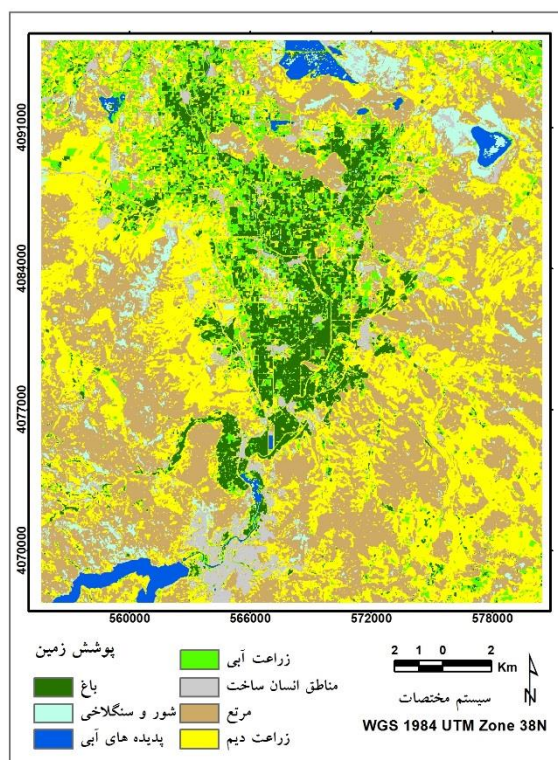 4091000
4084000
4077000
4070000
560000 566000 572000 578000
پوشش زمین
باغ
شور و سنگلاخی
پدیده های آبی
زراعت آبی
مناطق انسان ساخت
مرتع
زراعت دیم
2 1 0 2
Km
N
سیستم مختصات
WGS 1984 UTM Zone 38N